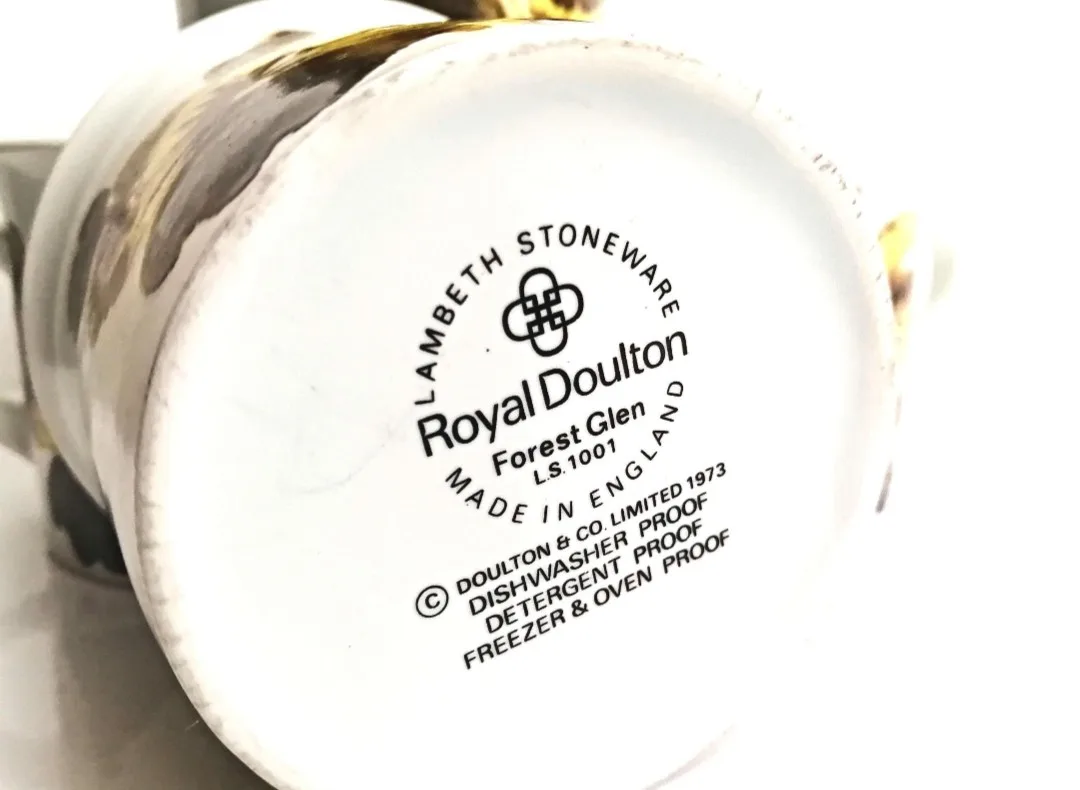 LAMBETH STONEWARE
Royal Doulton
Forest Glen
L.S. 1001
MADE IN ENGLAND
© DOULTON & CO. LIMITED 1973
DISHWASHER PROOF
DETERGENT PROOF
FREEZER & OVEN PROOF